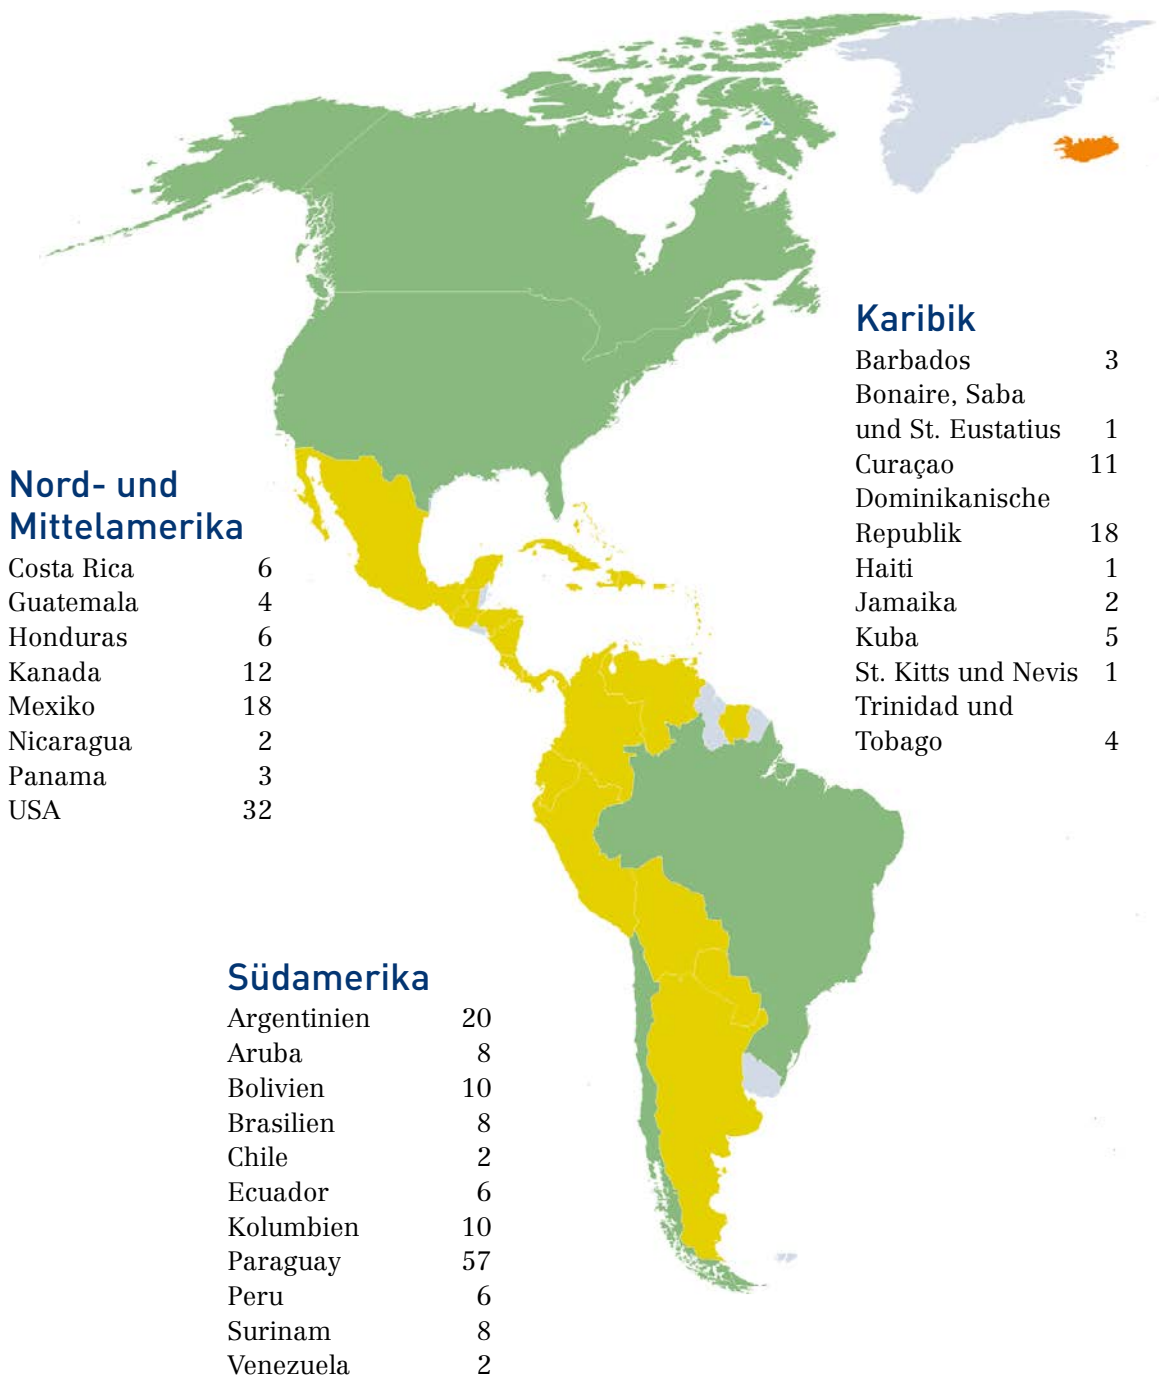 Karibik
Barbados 3
Bonaire, Saba
und St. Eustatius 1
Curaçao 11
Dominikanische
Republik 18
Haiti 1
Jamaika 2
Kuba 5
St. Kitts und Nevis 1
Trinidad und
Tobago 4
Nord- und
Mittelamerika
Costa Rica 6
Guatemala 4
Honduras 6
Kanada 12
Mexiko 18
Nicaragua 2
Panama 3
USA 32
Südamerika
Argentinien 20
Aruba 8
Bolivien 10
Brasilien 8
Chile 2
Ecuador 6
Kolumbien 10
Paraguay 57
Peru 6
Surinam 8
Venezuela 2